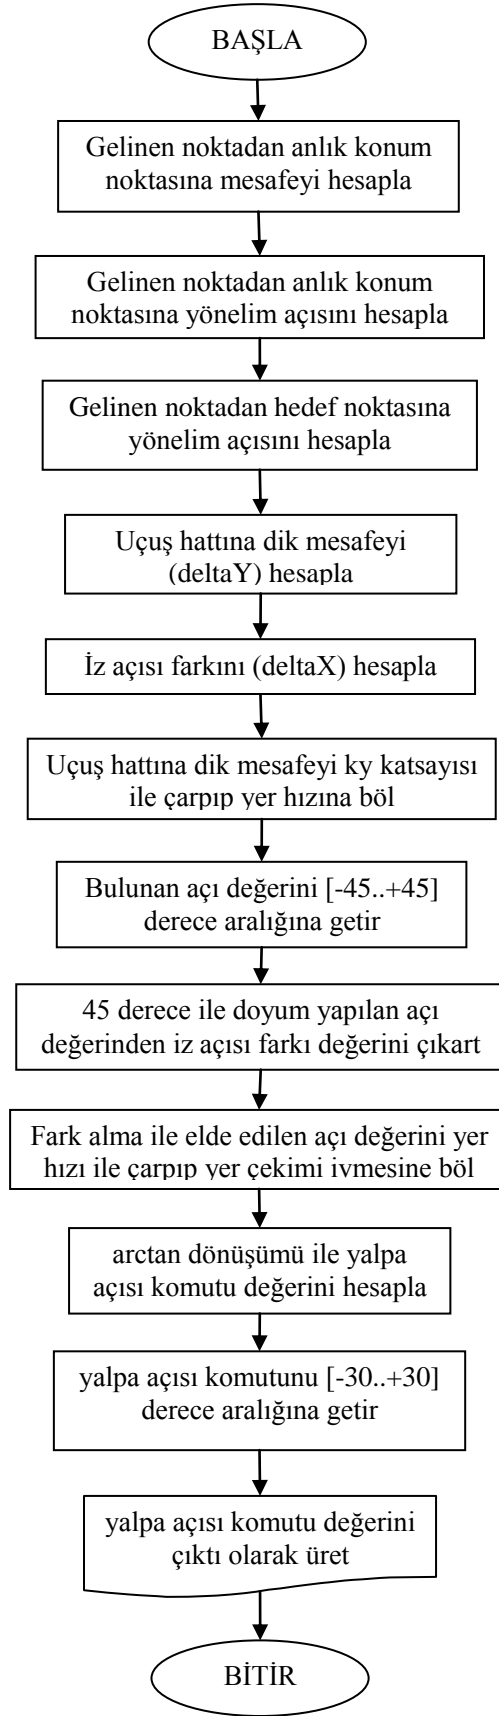 BAŞLA
Gelinen noktadan anlık konum
noktasına mesafeyi hesapla
Gelinen noktadan anlık konum
noktasına yönelim açısını hesapla
Gelinen noktadan hedef noktasına
yönelim açısını hesapla
Uçuş hattına dik mesafeyi
(deltaY) hesapla
İz açısı farkını (deltaX) hesapla
Uçuş hattına dik mesafeyi ky katsayısı
ile çarpıp yer hızına böl
Bulunan açı değerini [-45..+45]
derece aralığına getir
45 derece ile doyum yapılan açı
değerinden iz açısı farkı değerini çıkart
Fark alma ile elde edilen açı değerini yer
hızı ile çarpıp yer çekimi ivmesine böl
arctan dönüşümü ile yalpa
açısı komutu değerini hesapla
yalpa açısı komutunu [-30..+30]
derece aralığına getir
yalpa açısı komutu değerini
çıktı olarak üret
BİTİR